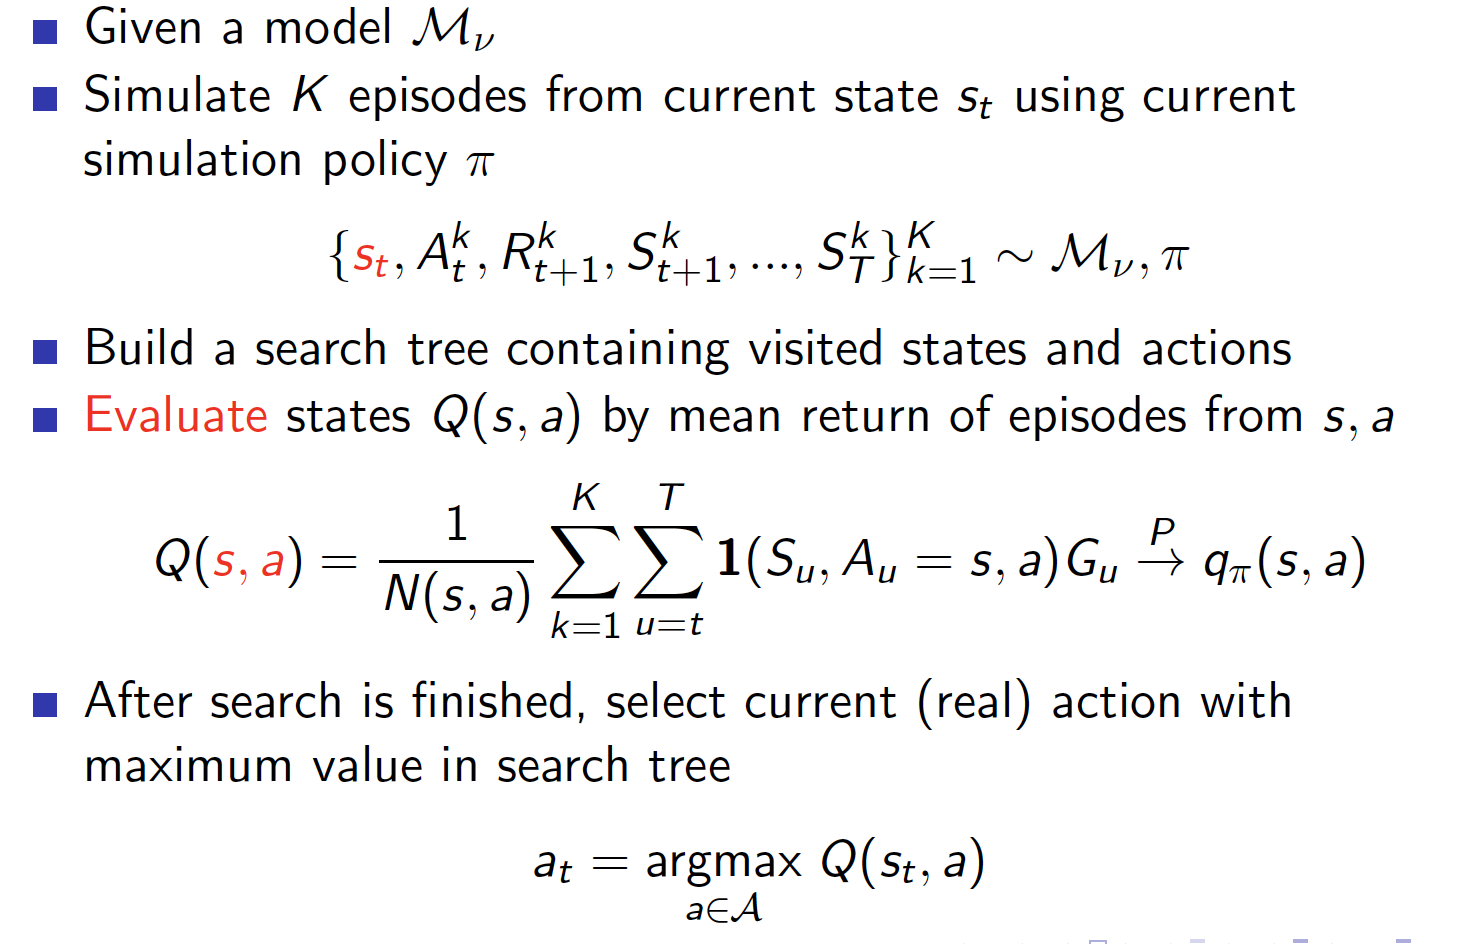 Given a model $\mathcal{M}_\nu$
Simulate $K$ episodes from current state $s_t$ using current
simulation policy $\pi$
$\{s_t, A_t^k, R_{t+1}^k, S_{t+1}^k, ..., S_T^k\}_{k=1}^K \sim \mathcal{M}_\nu, \pi$
Build a search tree containing visited states and actions
Evaluate states $Q(s, a)$ by mean return of episodes from $s, a$
$Q(s, a) = \frac{1}{N(s, a)} \sum_{k=1}^{K} \sum_{u=t}^{T} \mathbf{1}(S_u, A_u = s, a) G_u \overset{P}{\rightarrow} q_\pi(s, a)$
After search is finished, select current (real) action with
maximum value in search tree
$a_t = \underset{a \in \mathcal{A}}{\text{argmax}}\ Q(s_t, a)$